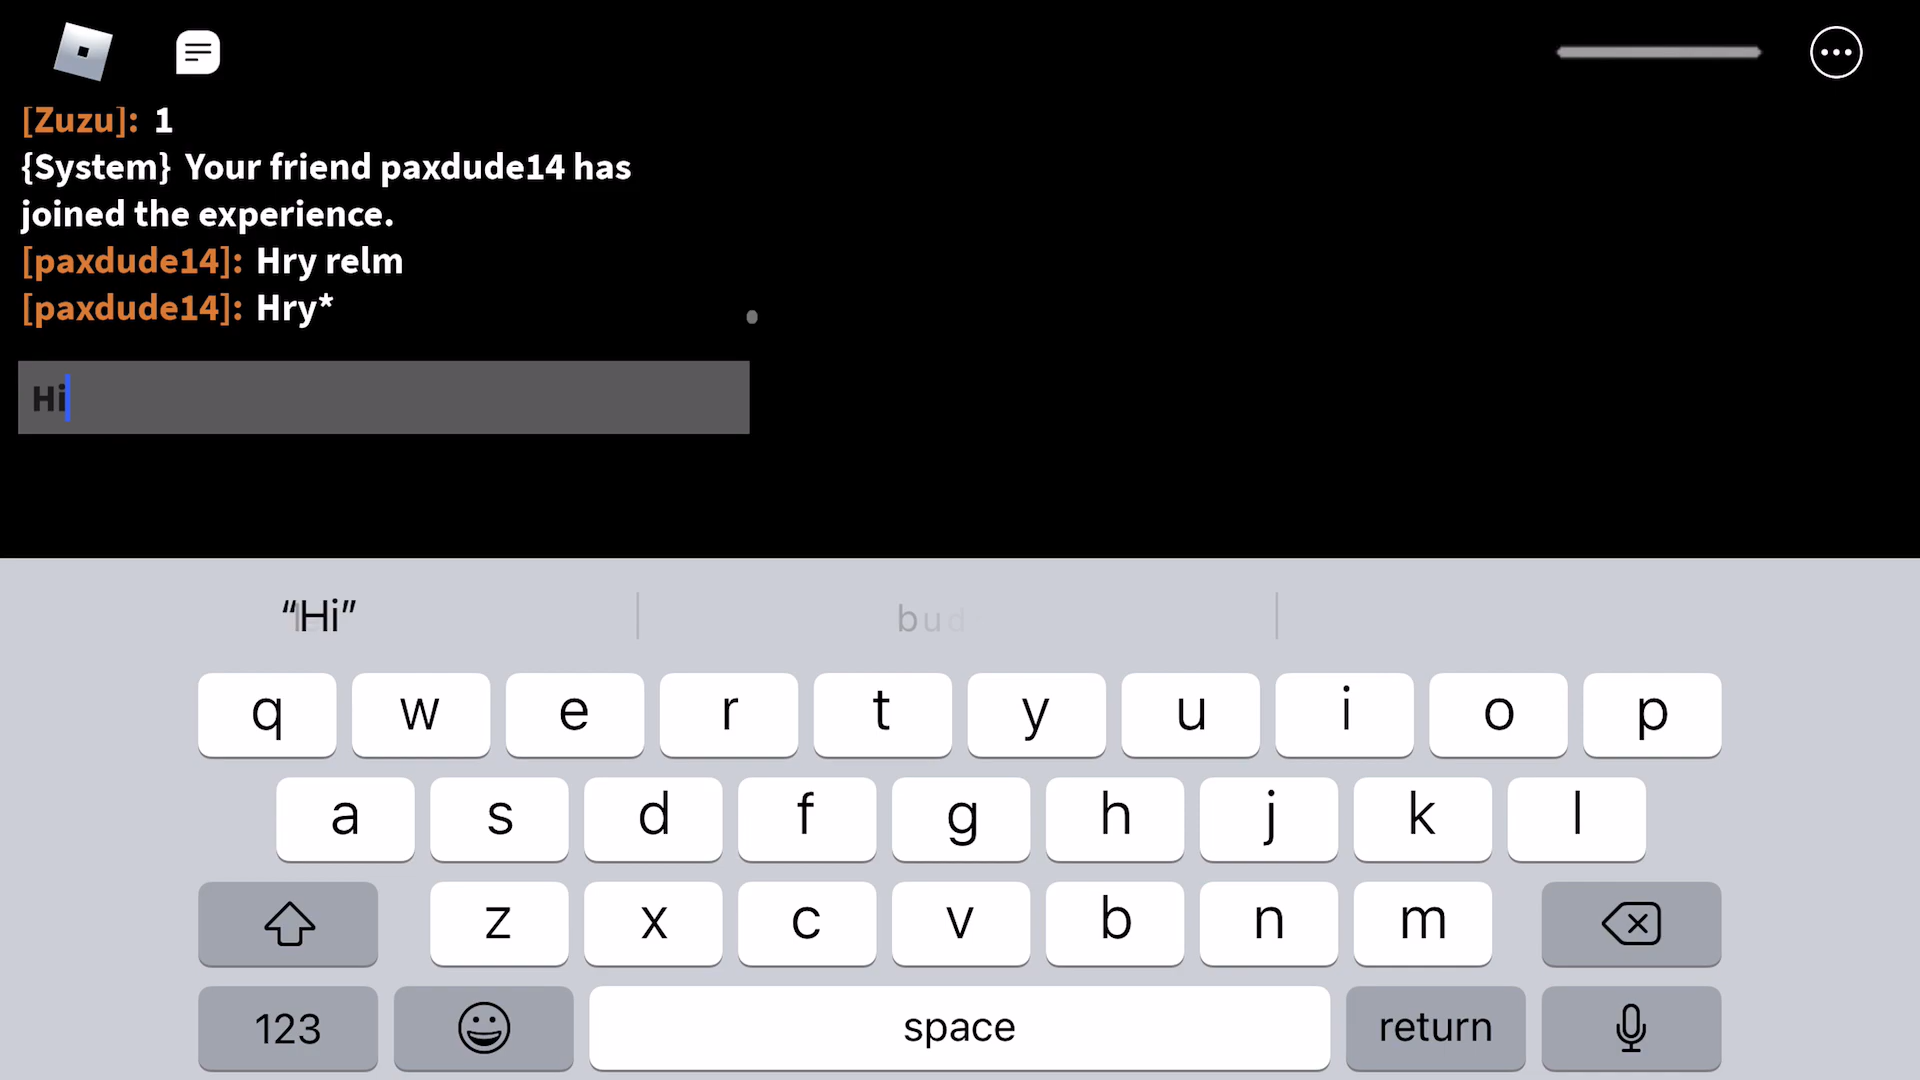 [Zuzu]: 1
{System} Your friend paxdude14 has
joined the experience.
[paxdude14]: Hry relm
[paxdude14]: Hry*
Hi
“Hi” bud
q w e r t y u i o p
a s d f g h j k l
z x c v b n m
123 space return